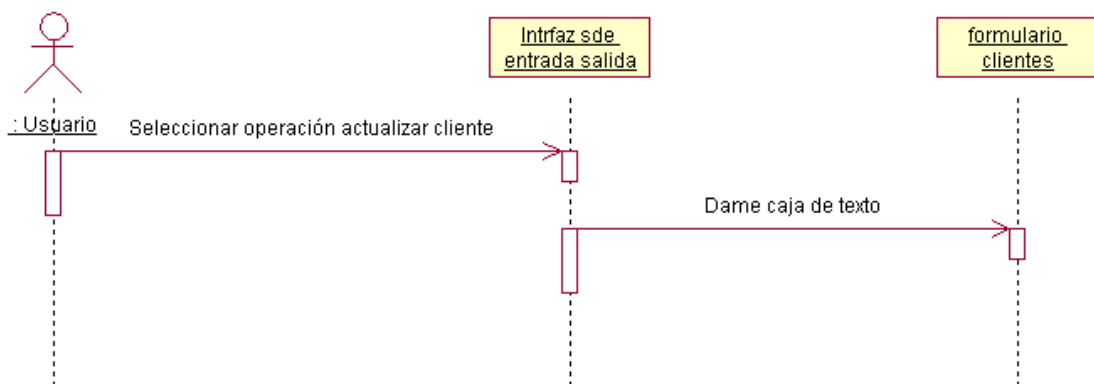 Intrfaz sde
entrada salida
formulario
clientes
: Usuario
Seleccionar operación actualizar cliente
Dame caja de texto